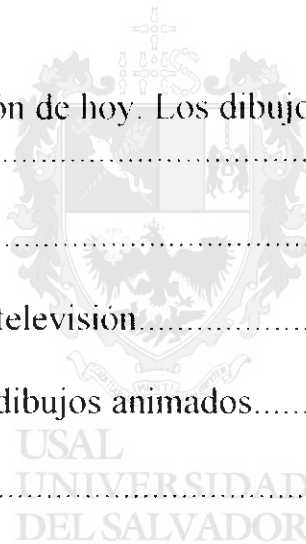 ón de hoy. Los dibujo
....................................
....................................
televisión....................
dibujos animados......
USAL
UNIVERSIDAD
....................................
DEL SALVADOR